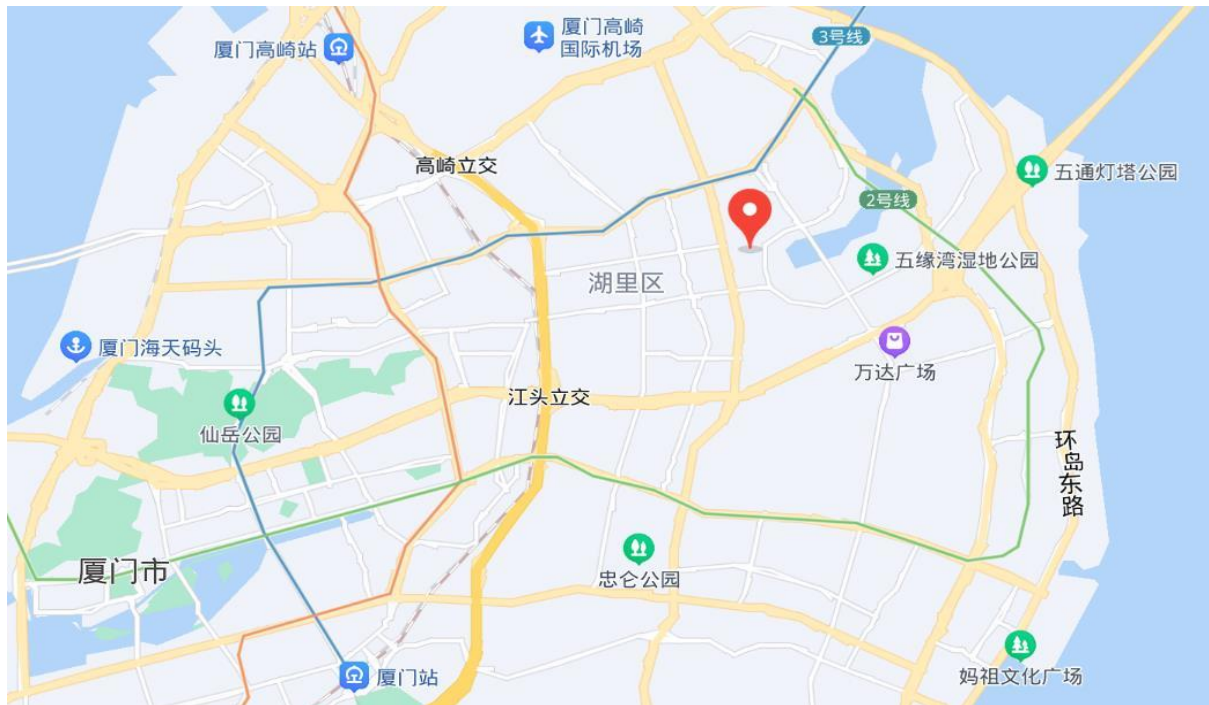 厦门高崎站
厦门高崎
国际机场
3号线
高崎立交
五通灯塔公园
2号线
五缘湾湿地公园
湖里区
厦门海天码头
万达广场
江头立交
仙岳公园
环岛东路
厦门市
忠仑公园
妈祖文化广场
厦门站